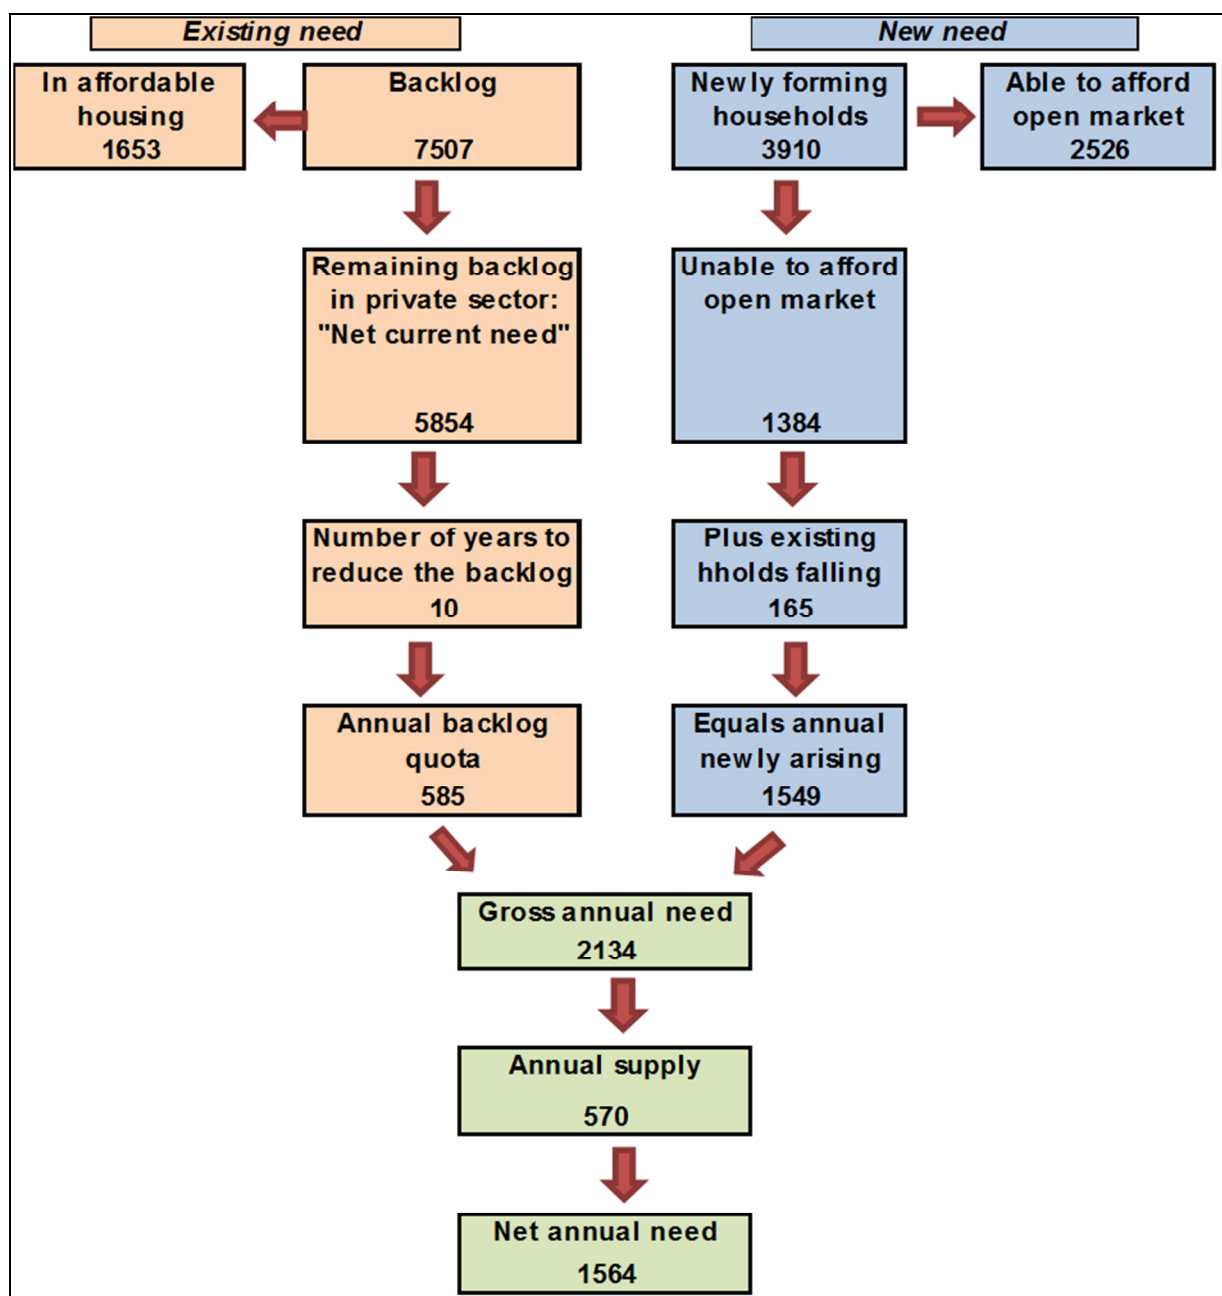 Existing need
New need
In affordable
housing
1653
Backlog
7507
Newly forming
households
3910
Able to afford
open market
2526
Remaining backlog
in private sector:
"Net current need"
5854
Unable to afford
open market
1384
Number of years to
reduce the backlog
10
Plus existing
hholds falling
165
Annual backlog
quota
585
Equals annual
newly arising
1549
Gross annual need
2134
Annual supply
570
Net annual need
1564